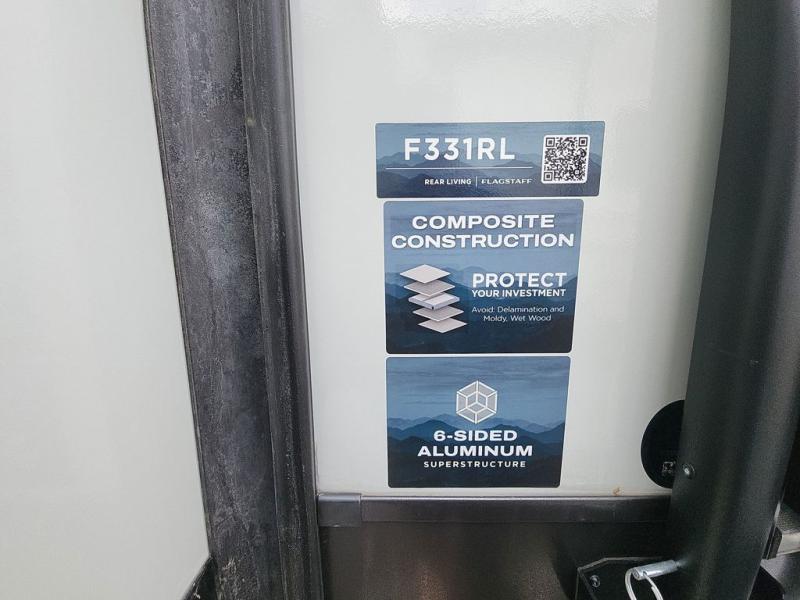 F331RL
REAR LIVING | FLAGSTAFF
COMPOSITE
CONSTRUCTION
PROTECT
YOUR INVESTMENT
Avoid: Delamination and
Moldy, Wet Wood
6-SIDED
ALUMINUM
SUPERSTRUCTURE